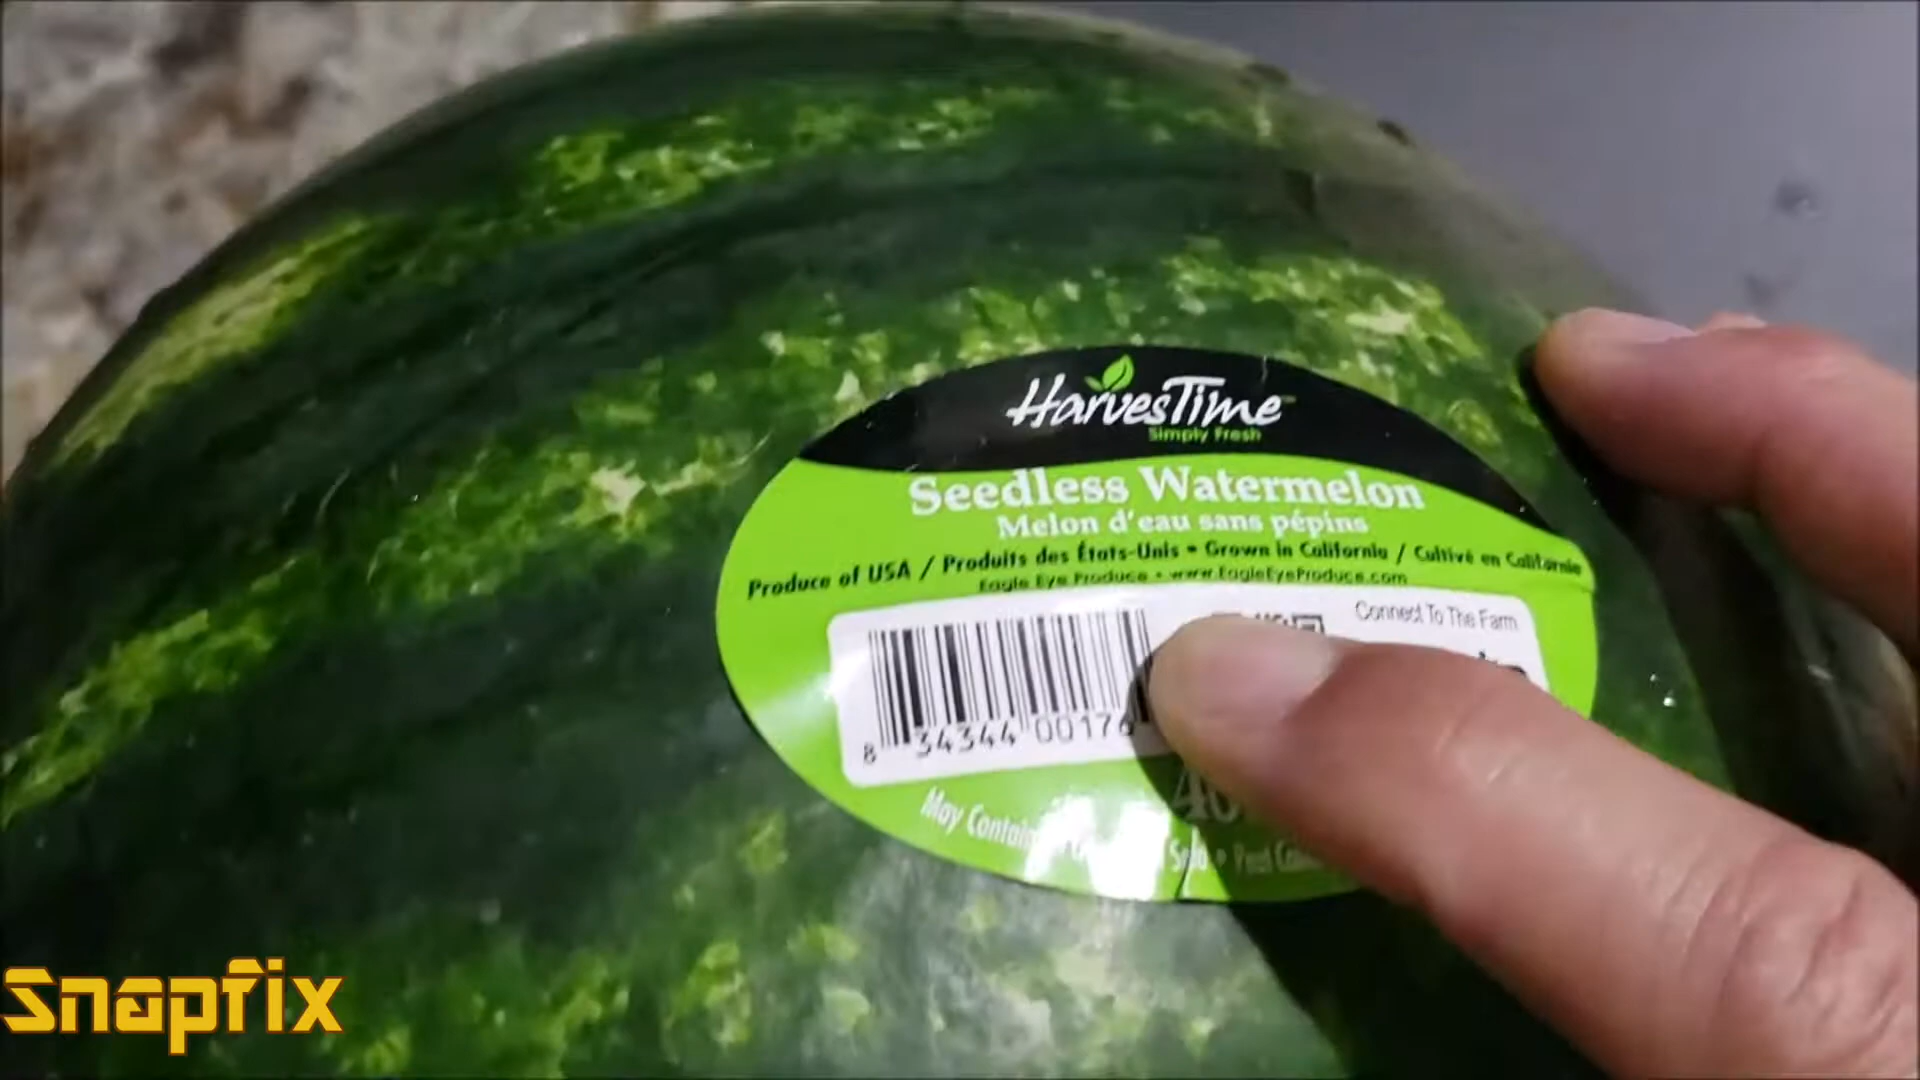 HarvesTime
Simply Fresh
Seedless Watermelon
Melon d'eau sans pépins
Produce of USA / Produits des États-Unis • Grown in California / Cultivé en Californie
Eagle Eye Produce • www.EagleEyeProduce.com
Connect To The Farm
8 34344 00176
May Contain
Snapfix